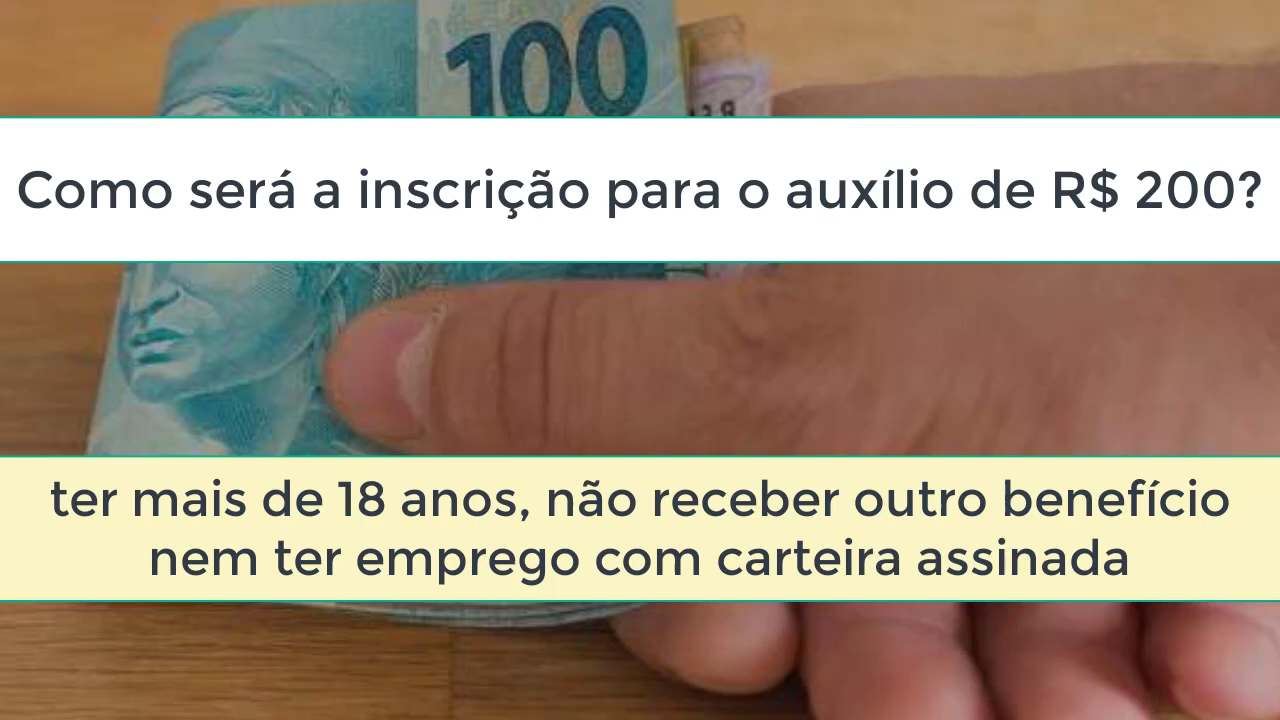 100
Como será a inscrição para o auxílio de R$ 200?
ter mais de 18 anos, não receber outro benefício
nem ter emprego com carteira assinada